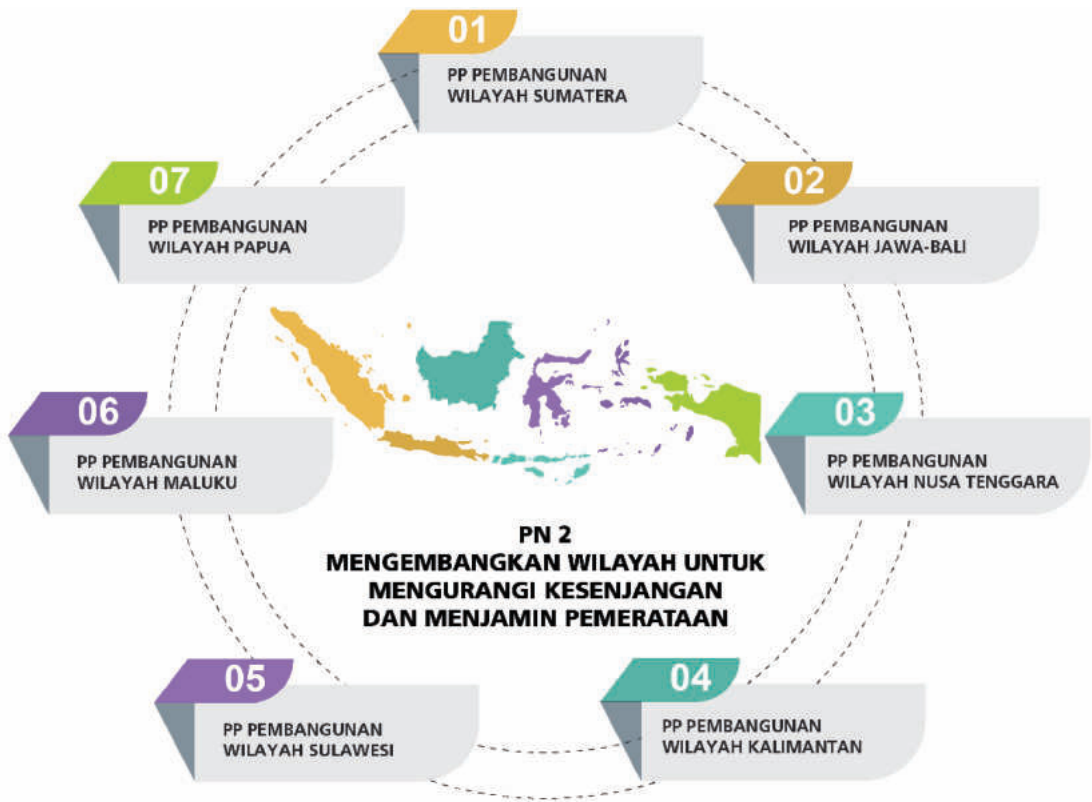 01
PP PEMBANGUNAN
WILAYAH SUMATERA
02
PP PEMBANGUNAN
WILAYAH JAWA-BALI
03
PP PEMBANGUNAN
WILAYAH NUSA TENGGARA
04
PP PEMBANGUNAN
WILAYAH KALIMANTAN
05
PP PEMBANGUNAN
WILAYAH SULAWESI
06
PP PEMBANGUNAN
WILAYAH MALUKU
07
PP PEMBANGUNAN
WILAYAH PAPUA
PN 2
MENGEMBANGKAN WILAYAH UNTUK
MENGURANGI KESENJANGAN
DAN MENJAMIN PEMERATAAN